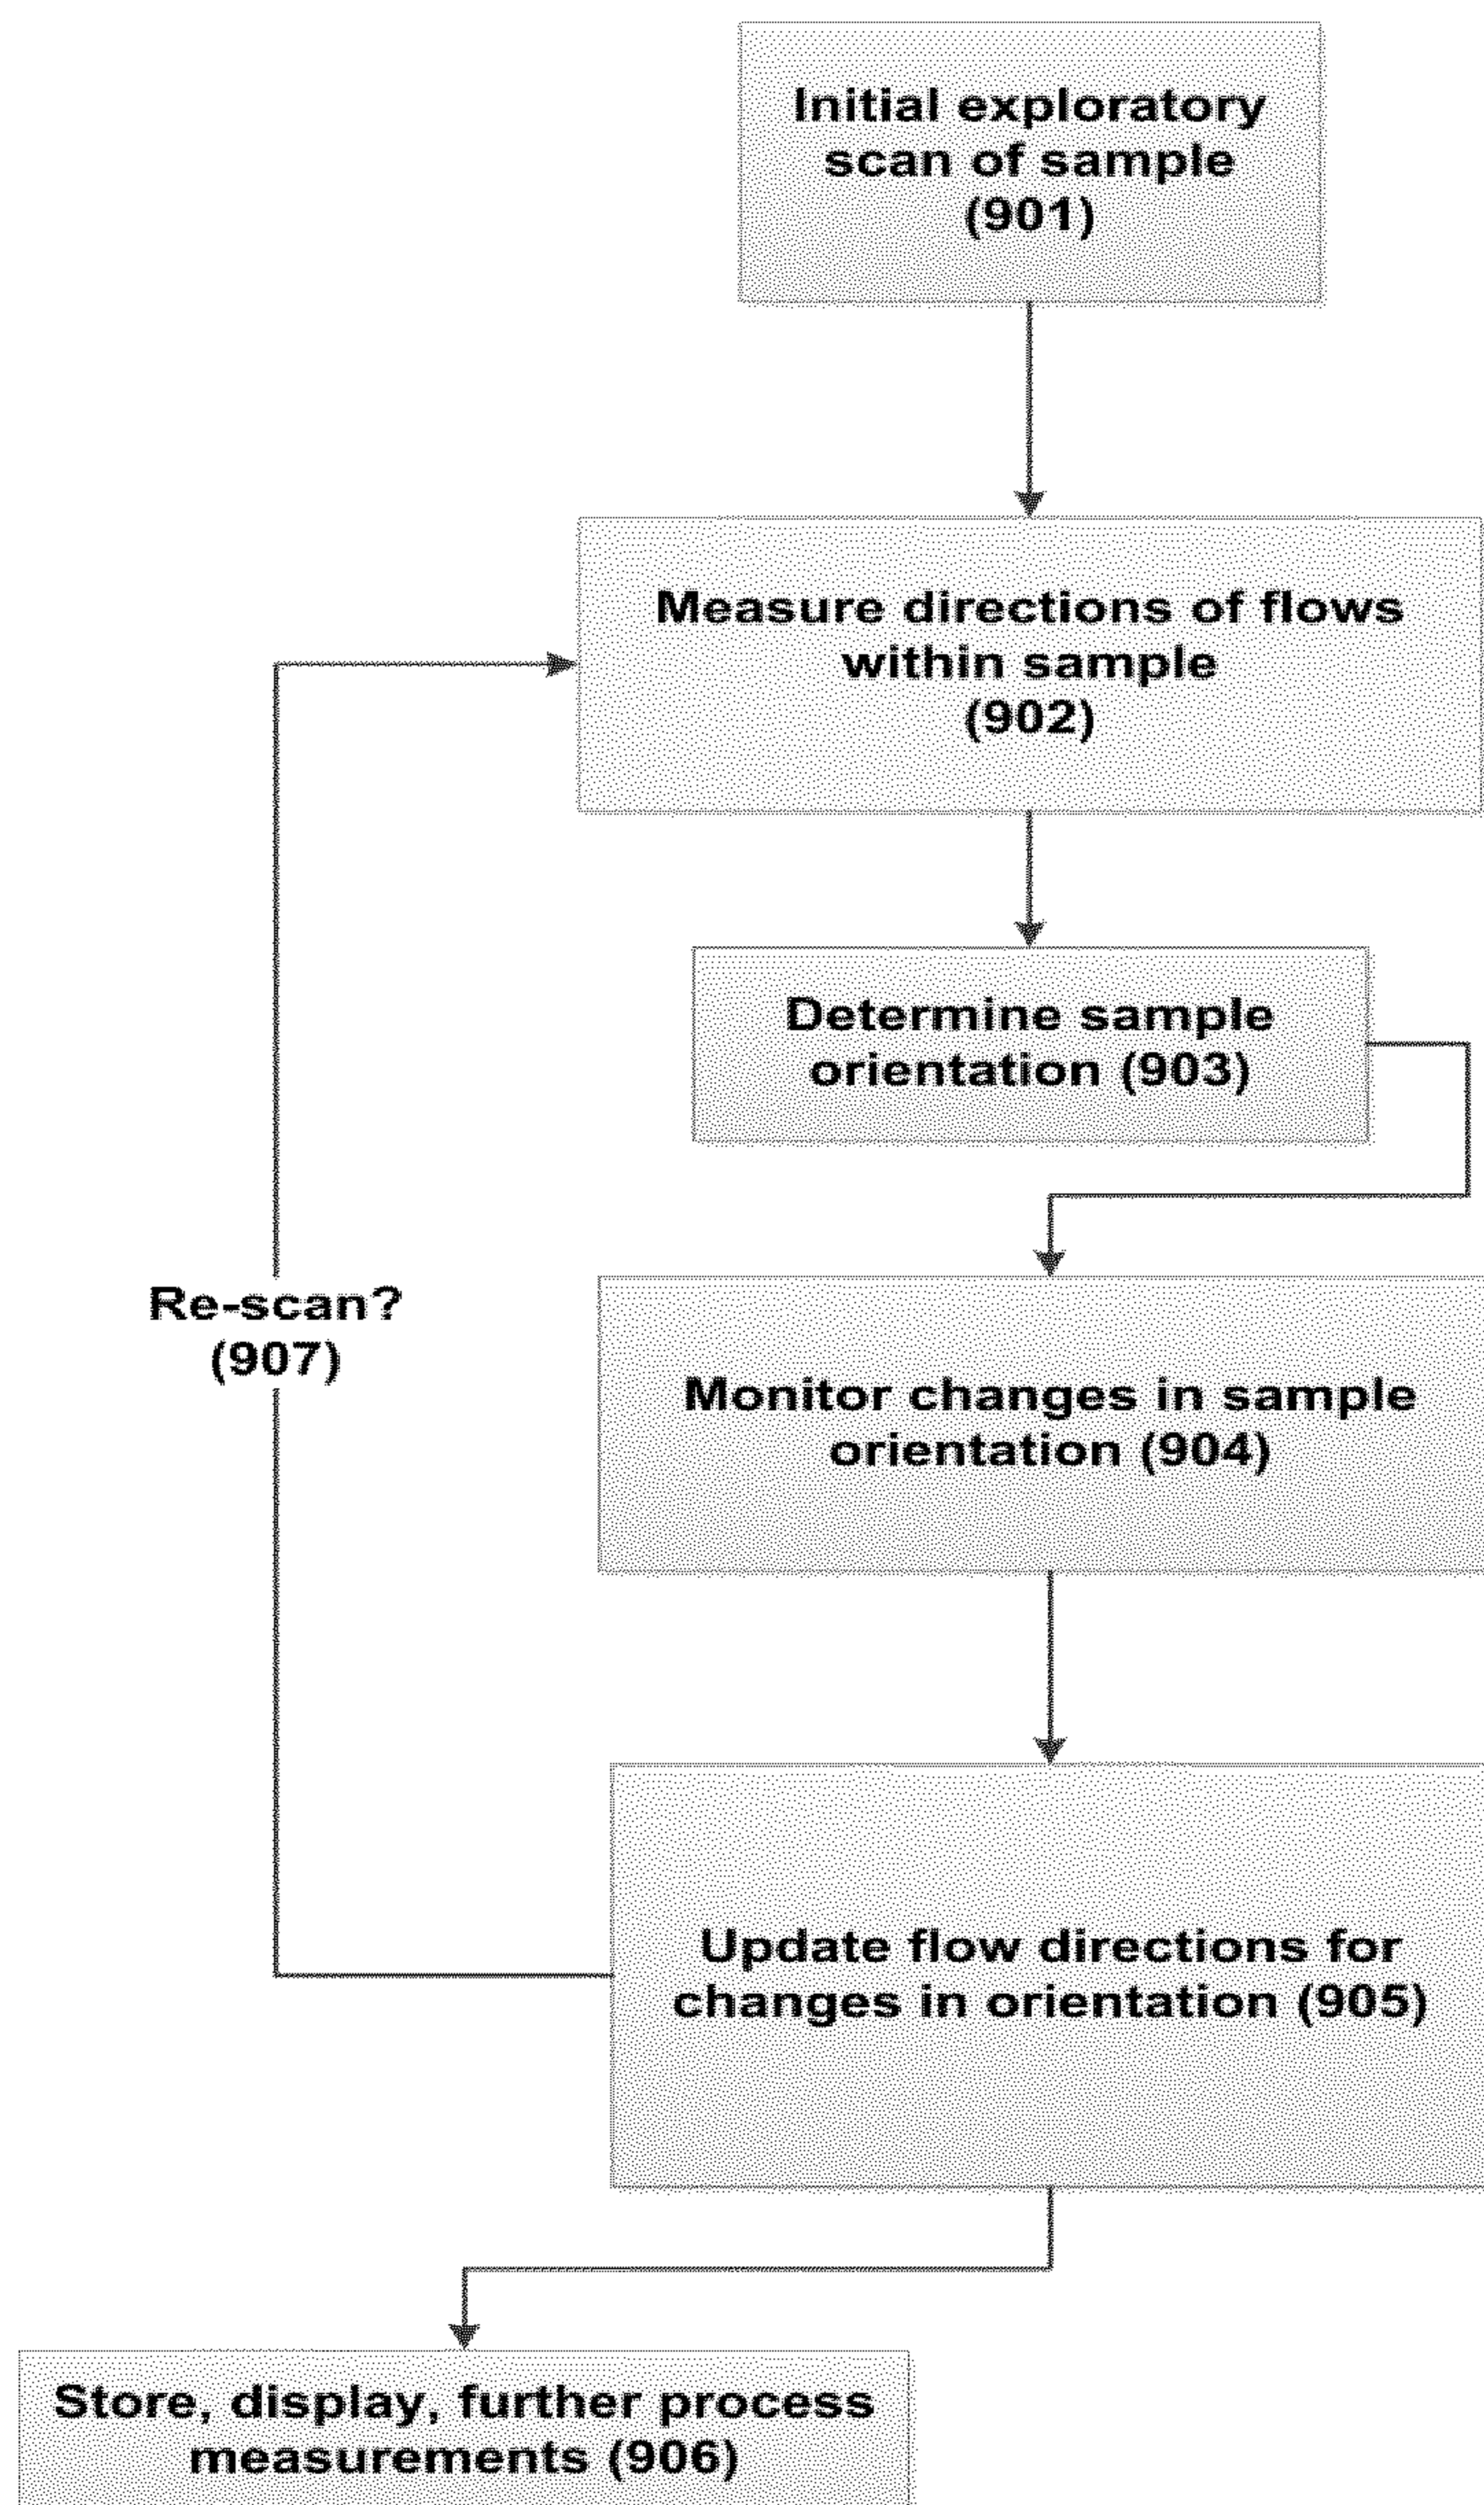 Initial exploratory
scan of sample
(901)
Measure directions of flows
within sample
(902)
Determine sample
orientation (903)
Re-scan?
(907)
Monitor changes in sample
orientation (904)
Update flow directions for
changes in orientation (905)
Store, display, further process
measurements (906)